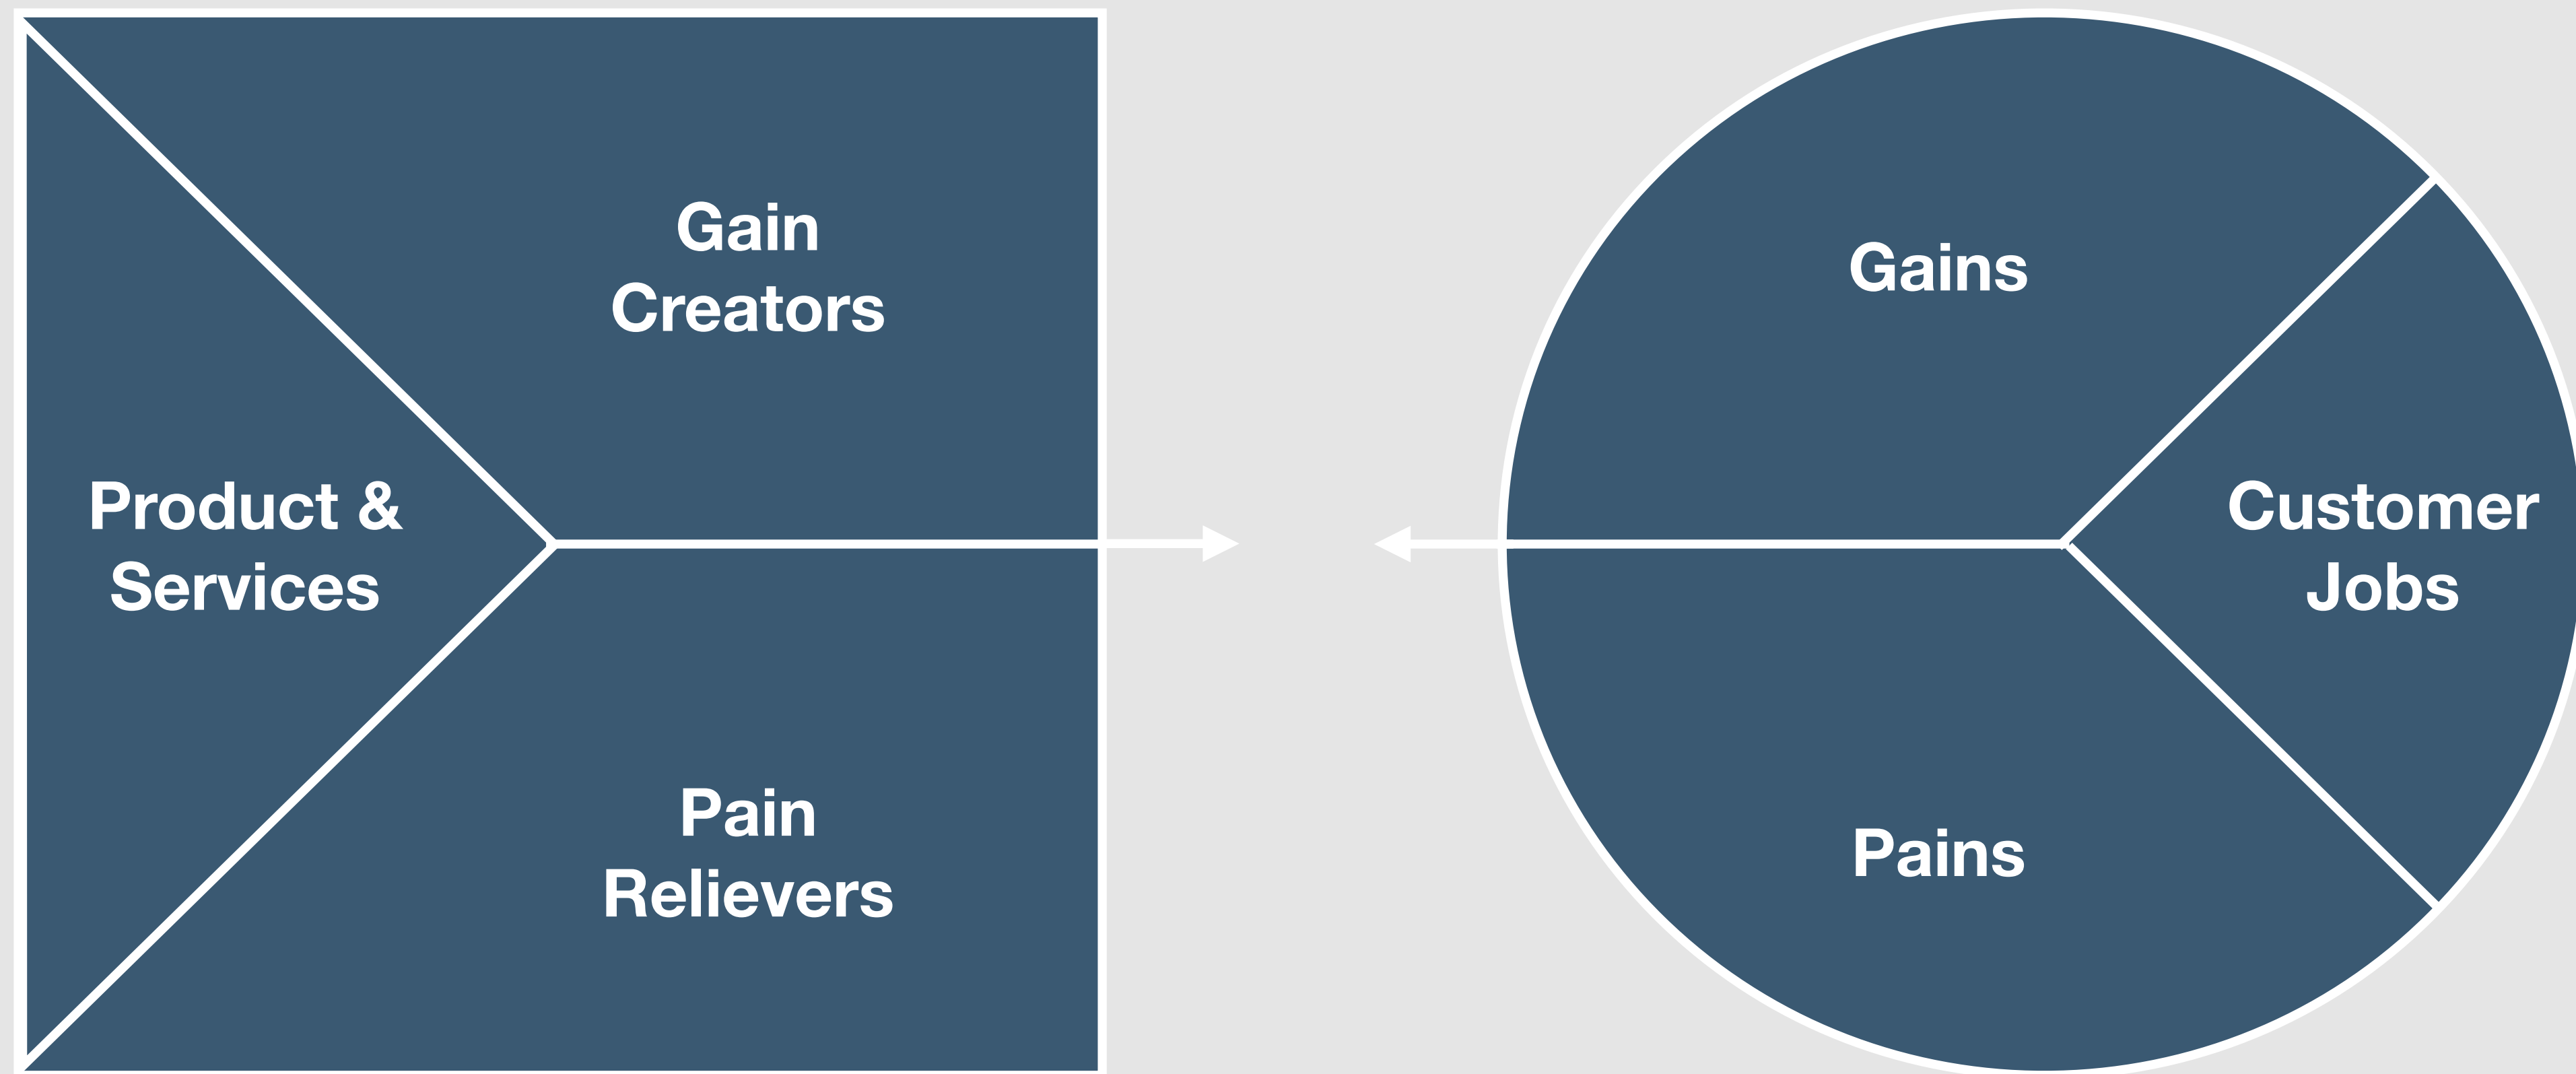 Gain
Creators
Product &
Services
Pain
Relievers
Gains
Customer
Jobs
Pains